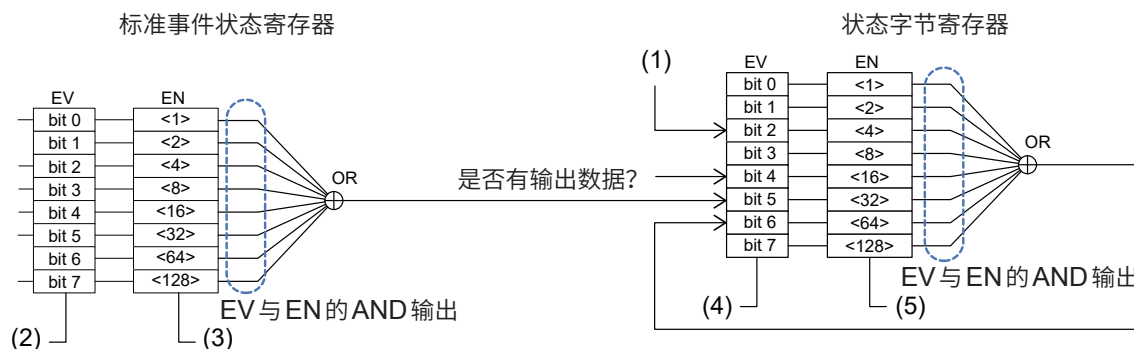 标准事件状态寄存器
EV EN
bit 0 <1>
bit 1 <2>
bit 2 <4>
bit 3 <8>
bit 4 <16>
bit 5 <32>
bit 6 <64>
bit 7 <128>
OR
EV与EN的AND输出
(2) (3)
是否有输出数据？
状态字节寄存器
(1)
EV EN
bit 0 <1>
bit 1 <2>
bit 2 <4>
bit 3 <8>
bit 4 <16>
bit 5 <32>
bit 6 <64>
bit 7 <128>
OR
EV与EN的AND输出
(4) (5)